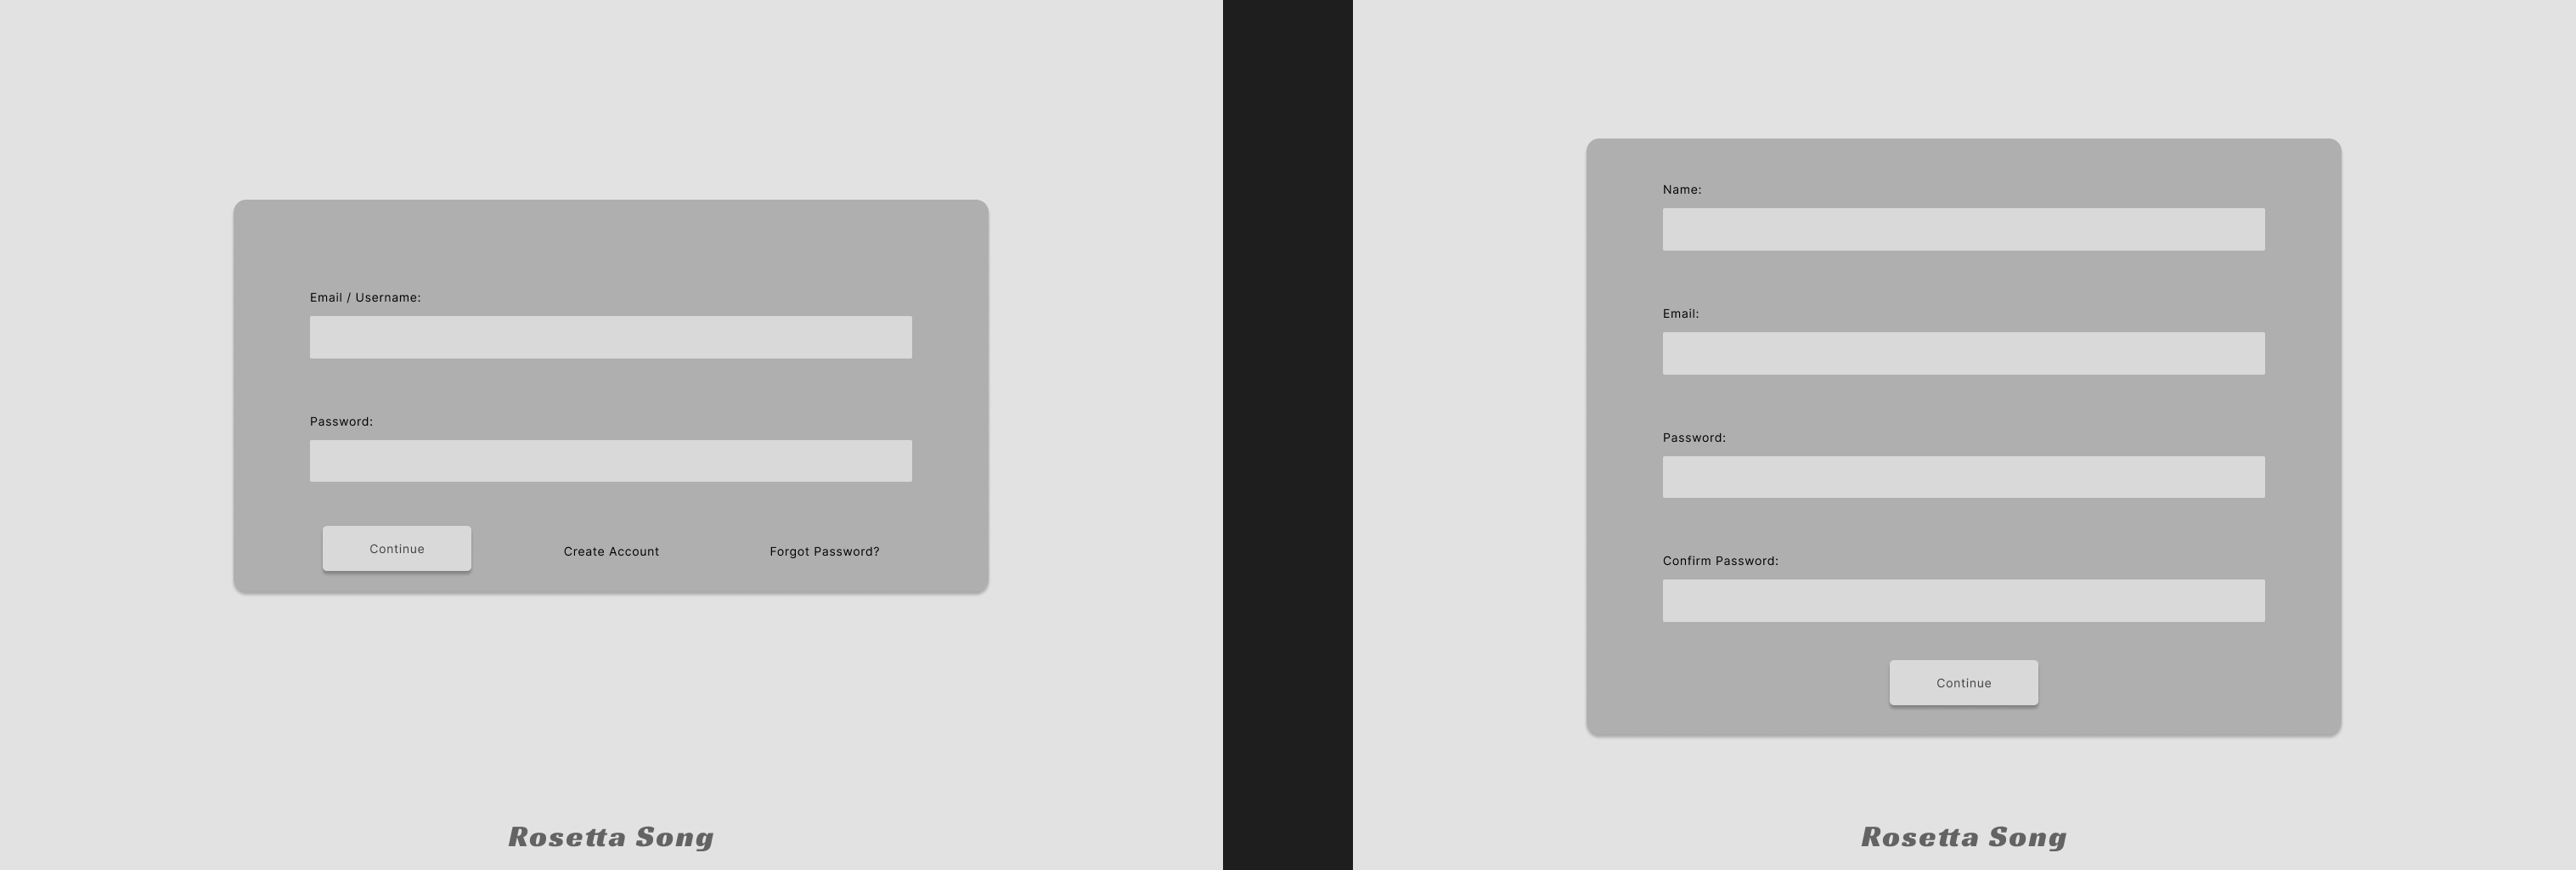 Email / Username:
Password:
Continue
Create Account
Forgot Password?
Rosetta Song
Name:
Email:
Password:
Confirm Password:
Continue
Rosetta Song